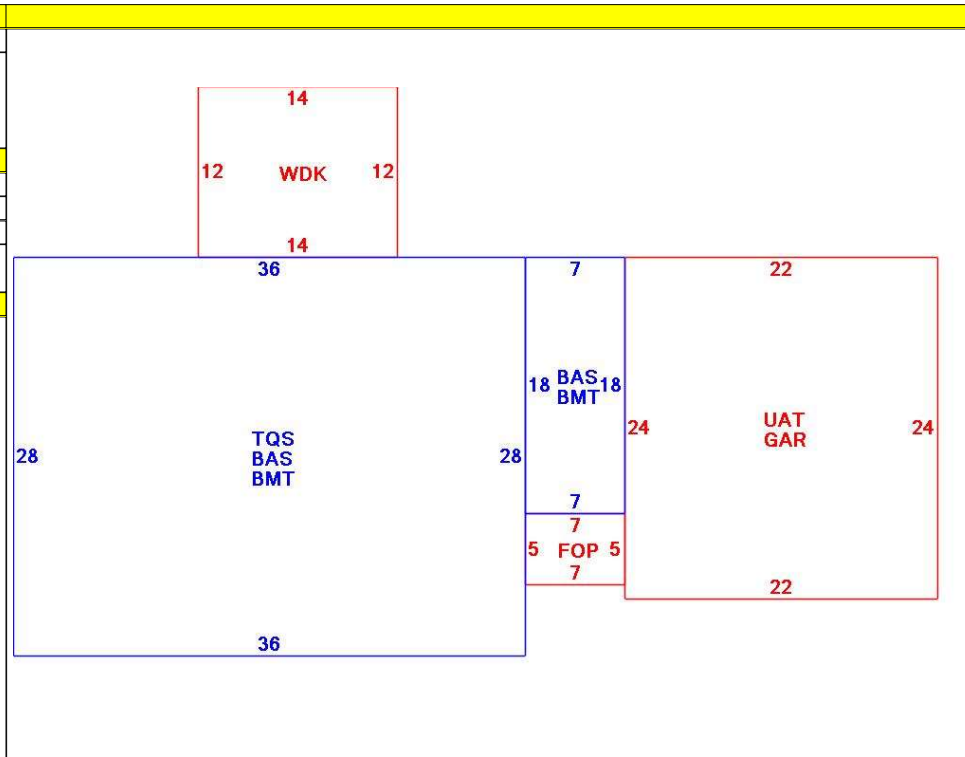 14
12 WDK 12
14
36
7
22
18 BAS 18
BMT
24
UAT
GAR
24
28
TQS
BAS
BMT
28
7
7
5 FOP 5
7
22
36